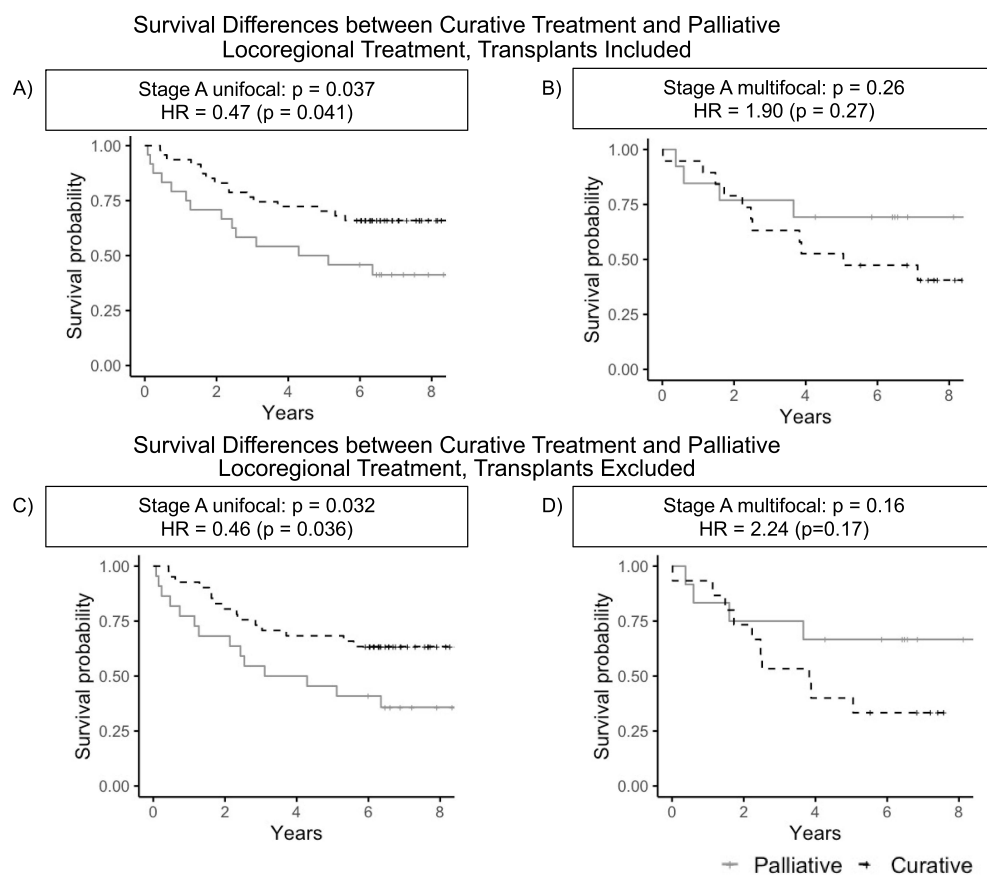 Survival Differences between Curative Treatment and Palliative
Locoregional Treatment, Transplants Included
A)
Stage A unifocal: p = 0.037
HR = 0.47 (p = 0.041)
1.00
0.75
0.50
0.25
0.00
Survival probability
0 2 4 6 8
Years
B)
Stage A multifocal: p = 0.26
HR = 1.90 (p = 0.27)
1.00
0.75
0.50
0.25
0.00
Survival probability
0 2 4 6 8
Years
Survival Differences between Curative Treatment and Palliative
Locoregional Treatment, Transplants Excluded
C)
Stage A unifocal: p = 0.032
HR = 0.46 (p = 0.036)
1.00
0.75
0.50
0.25
0.00
Survival probability
0 2 4 6 8
Years
D)
Stage A multifocal: p = 0.16
HR = 2.24 (p=0.17)
1.00
0.75
0.50
0.25
0.00
Survival probability
0 2 4 6 8
Years
Palliative Curative